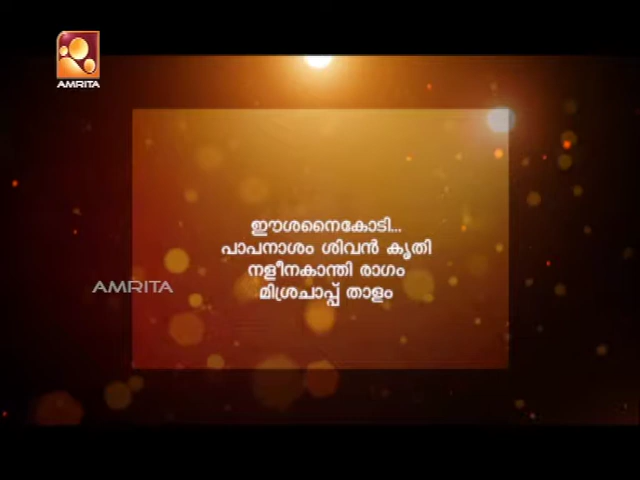 AMRITA
ഈശനൈകോടി...
പാപനാശം ശിവൻ കൃതി
നളീനകാന്തി രാഗം
മിശ്രചാപ്പ് താളം
AMRITA